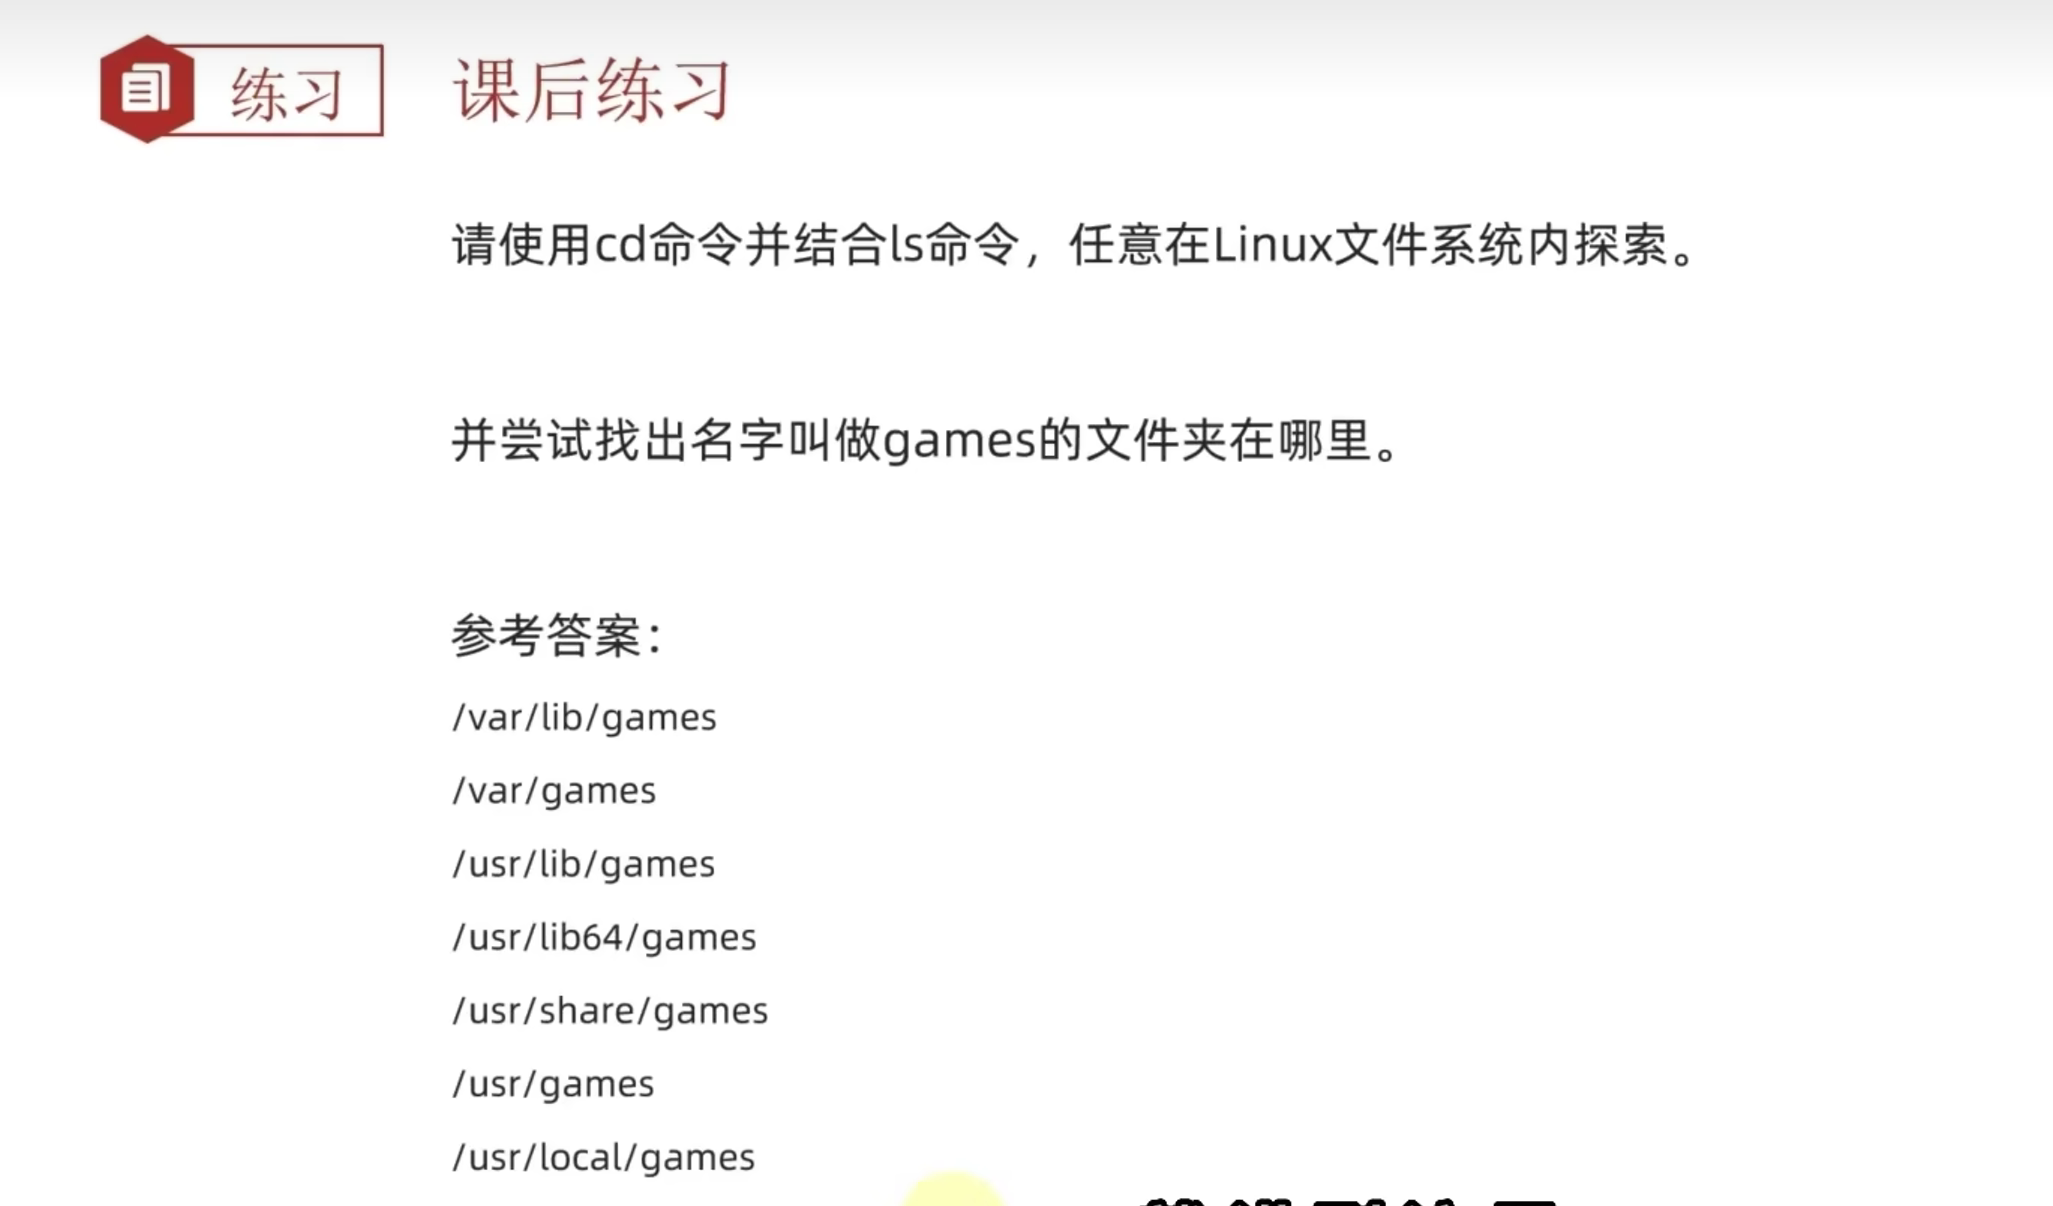 练习
课后练习
请使用cd命令并结合ls命令，任意在Linux文件系统内探索。
并尝试找出名字叫做games的文件夹在哪里。
参考答案：
/var/lib/games
/var/games
/usr/lib/games
/usr/lib64/games
/usr/share/games
/usr/games
/usr/local/games